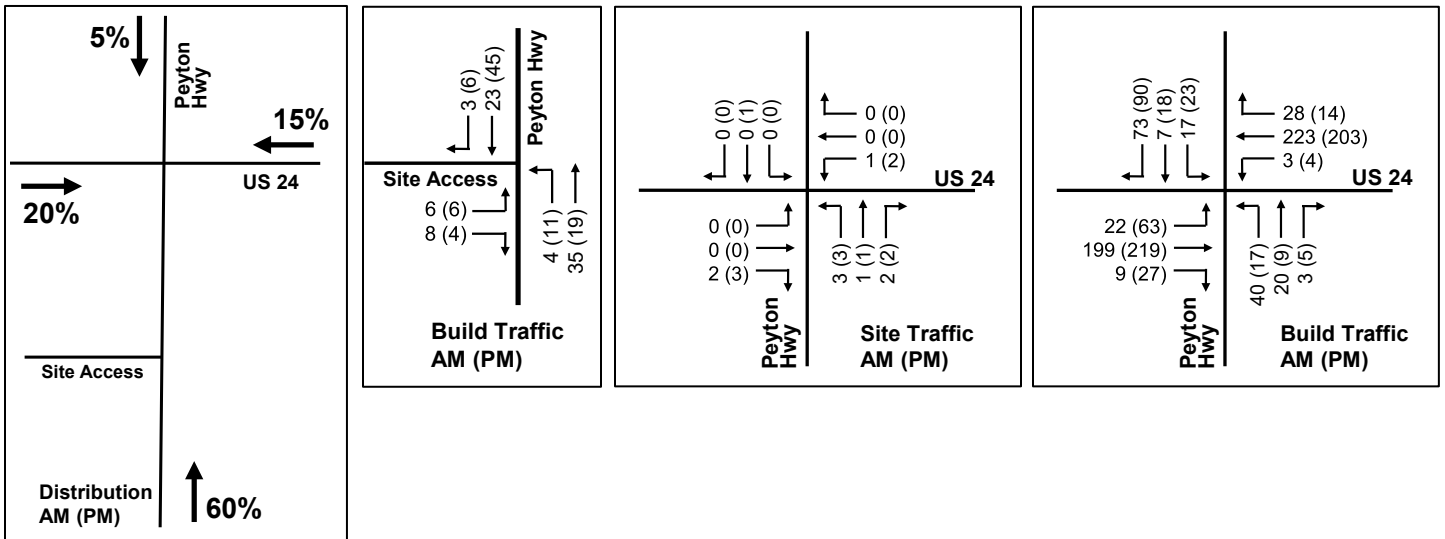 5%
Peyton
Hwy
15%
US 24
20%
Site Access
Distribution
AM (PM)
60%
3 (6)
23 (45)
Peyton Hwy
Site Access
6 (6)
8 (4)
4 (11)
35 (19)
Build Traffic
AM (PM)
0 (0)
0 (1)
0 (0)
0 (0)
0 (0)
1 (2)
US 24
0 (0)
0 (0)
2 (3)
3 (3)
1 (1)
2 (2)
Peyton
Hwy
Site Traffic
AM (PM)
73 (90)
7 (18)
17 (23)
28 (14)
223 (203)
3 (4)
US 24
22 (63)
199 (219)
9 (27)
40 (17)
20 (9)
3 (5)
Peyton
Hwy
Build Traffic
AM (PM)